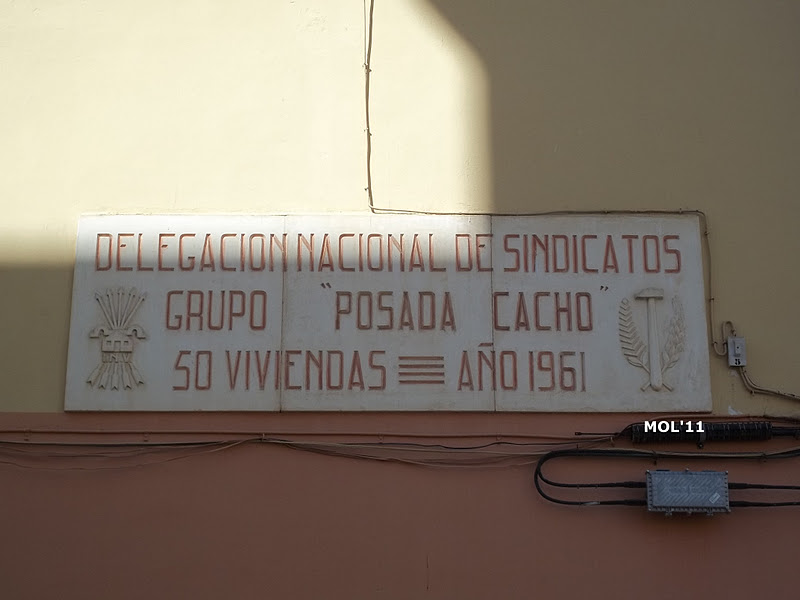 DELEGACION NACIONAL DE SINDICATOS
GRUPO "POSADA CACHO"
50 VIVIENDAS AÑO 1961
MOL'11